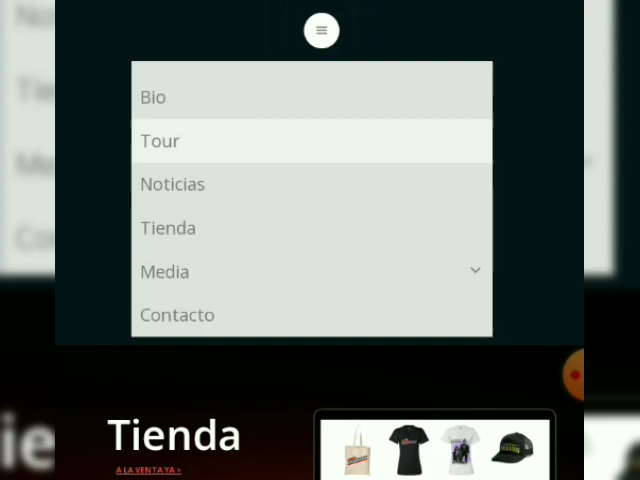 Bio
Tour
Noticias
Tienda
Media
Contacto
Tienda
A LA VENTA YA >